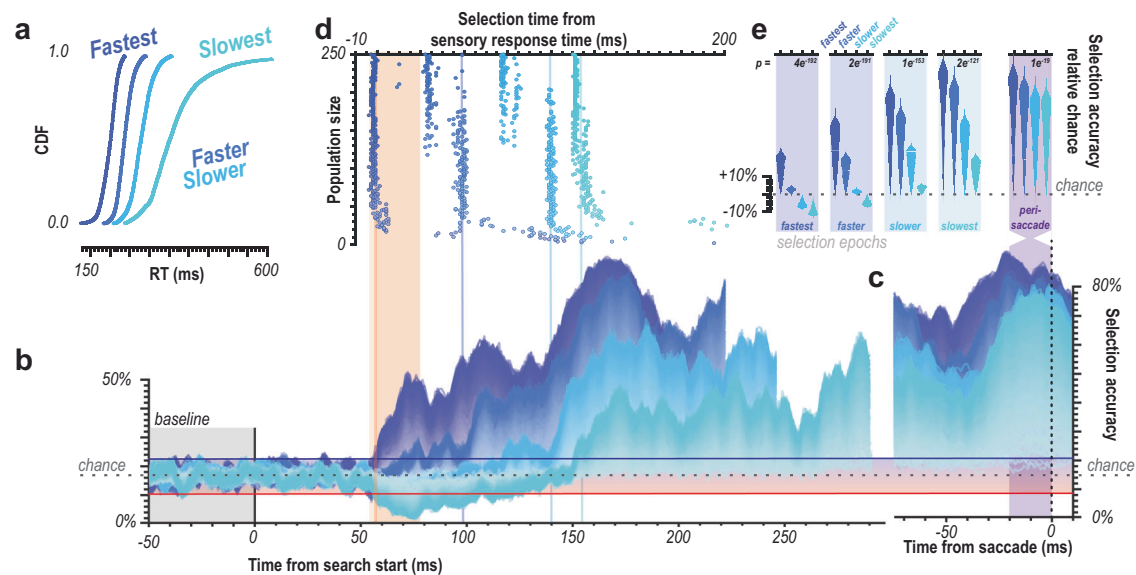 a
1.0
CDF
0.0
Fastest
Slowest
Faster
Slower
150
RT (ms)
600
d
Selection time from
sensory response time (ms)
-10
200
250
Population size
0
e
fastest
faster
slower
slowest
p =
4e-192
2e-191
1e-153
2e-121
1e-19
Selection accuracy
relative chance
+10%
-10%
chance
fastest
faster
slower
slowest
peri-
saccade
selection epochs
b
50%
baseline
chance
0%
-50
0
50
100
150
200
250
Time from search start (ms)
c
80%
Selection accuracy
chance
0%
-50
0
Time from saccade (ms)